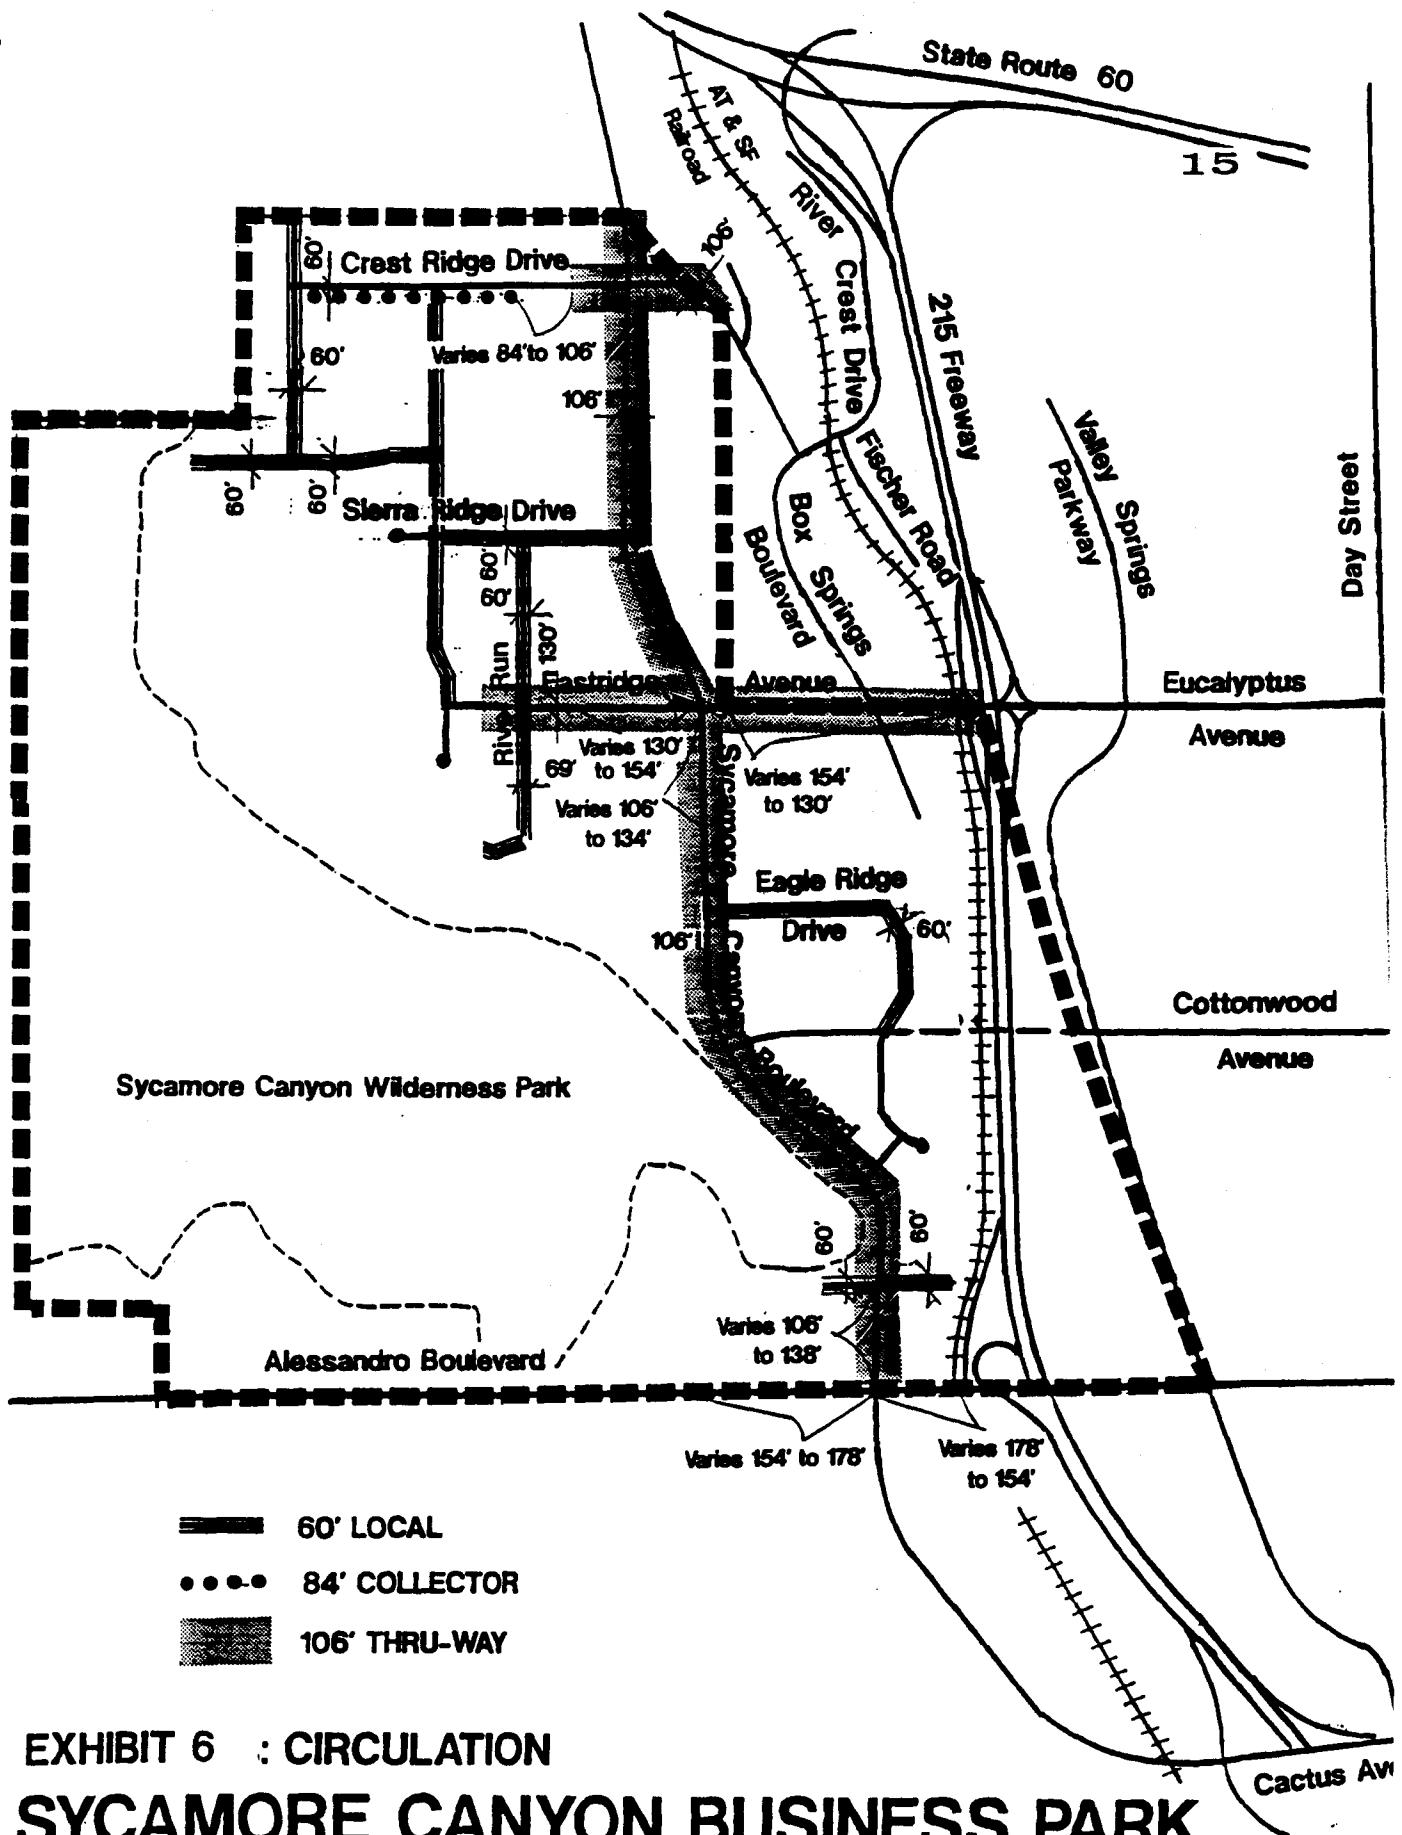 State Route 60
15
AT & SF
Railroad
River
Crest Drive
215 Freeway
106'
60'
Crest Ridge Drive
60'
Varies 84' to 106'
106'
Fischer Road
Valley Springs
Parkway
Day Street
60'
60'
Sierra Ridge Drive
Box Springs
Boulevard
60'
60'
130'
River Run
Eastridge Avenue
Eucalyptus
Avenue
Varies 130'
to 154'
69'
Varies 154'
to 130'
Varies 106'
to 134'
Sycamore Canyon Boulevard
Eagle Ridge
Drive
60'
106'
Cottonwood
Avenue
Sycamore Canyon Wilderness Park
60'
60'
Varies 106'
to 138'
Alessandro Boulevard
Varies 154' to 178'
Varies 178'
to 154'
60' LOCAL
84' COLLECTOR
106' THRU-WAY
EXHIBIT 6 : CIRCULATION
Cactus Av
SYCAMORE CANYON BUSINESS PARK